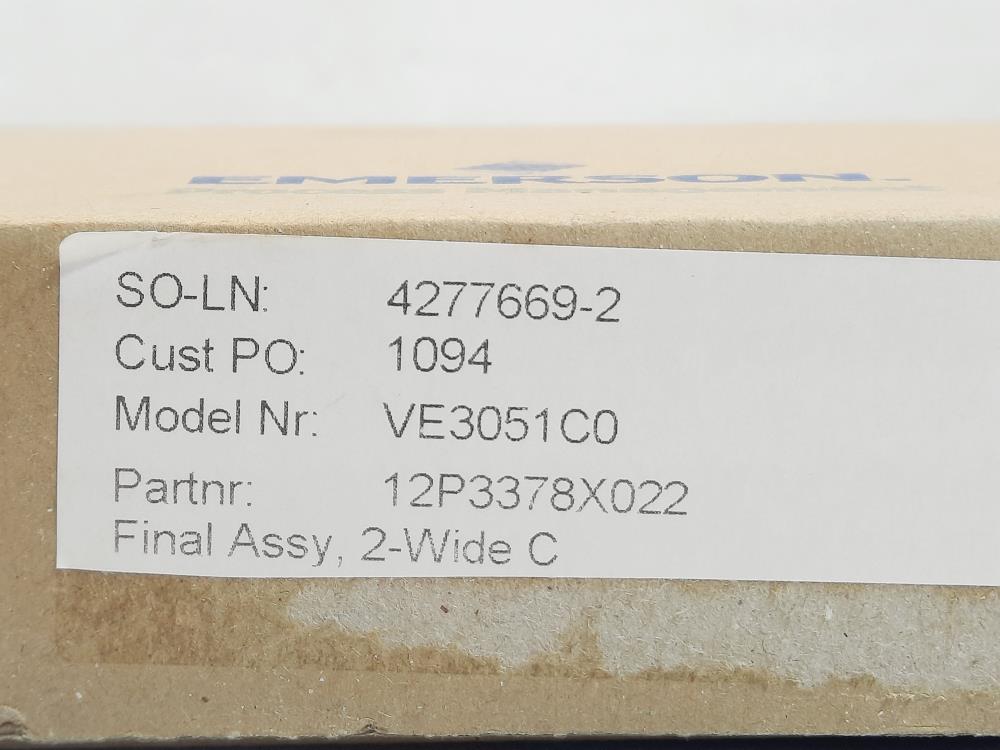 EMERSON.
SO-LN: 4277669-2
Cust PO: 1094
Model Nr: VE3051C0
Partnr: 12P3378X022
Final Assy, 2-Wide C